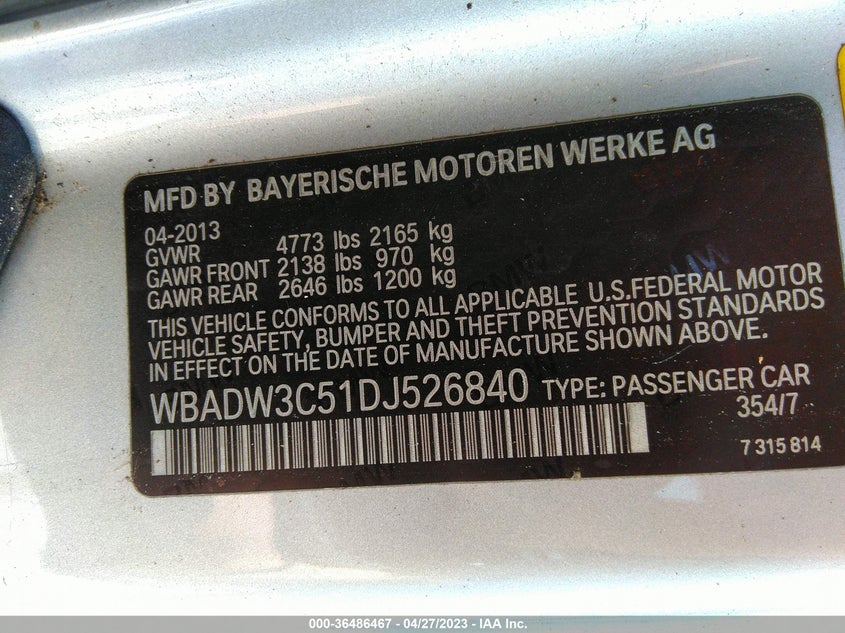 MFD BY BAYERISCHE MOTOREN WERKE AG
04-2013
GVWR 4773 lbs 2165 kg
GAWR FRONT 2138 lbs 970 kg
GAWR REAR 2646 lbs 1200 kg
THIS VEHICLE CONFORMS TO ALL APPLICABLE U.S.FEDERAL MOTOR
VEHICLE SAFETY, BUMPER AND THEFT PREVENTION STANDARDS
IN EFFECT ON THE DATE OF MANUFACTURE SHOWN ABOVE.
WBADW3C51DJ526840 TYPE: PASSENGER CAR
354/7
7 315 814
000-36486467 - 04/27/2023 - IAA Inc.